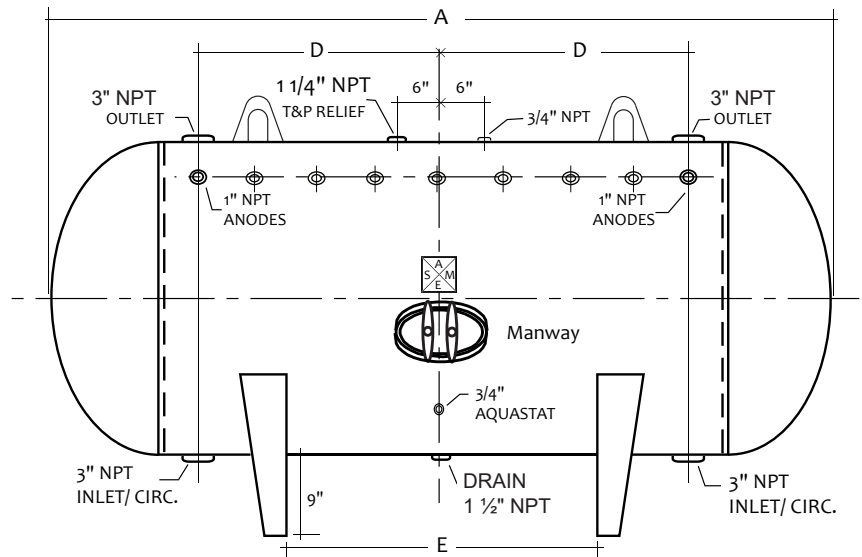 A
D
D
6"
6"
1 1/4" NPT
T&P RELIEF
3/4" NPT
3" NPT
OUTLET
3" NPT
OUTLET
1" NPT
ANODES
1" NPT
ANODES
A
S M
E
Manway
3/4"
AQUASTAT
3" NPT
INLET/ CIRC.
9"
DRAIN
1 ½" NPT
3" NPT
INLET/ CIRC.
E